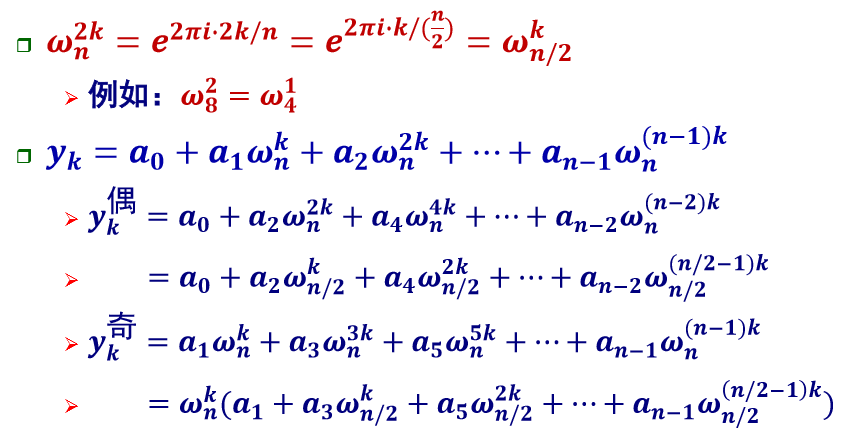 □ ω_n^{2k} = e^{2πi·2k/n} = e^{2πi·k/(\frac{n}{2})} = ω_{n/2}^k
➢ 例如：ω_8^2 = ω_4^1
□ y_k = a_0 + a_1ω_n^k + a_2ω_n^{2k} + ⋯ + a_{n−1}ω_n^{(n−1)k}
➢ y_k^偶 = a_0 + a_2ω_n^{2k} + a_4ω_n^{4k} + ⋯ + a_{n−2}ω_n^{(n−2)k}
➢ = a_0 + a_2ω_{n/2}^k + a_4ω_{n/2}^{2k} + ⋯ + a_{n−2}ω_{n/2}^{(n/2−1)k}
➢ y_k^奇 = a_1ω_n^k + a_3ω_n^{3k} + a_5ω_n^{5k} + ⋯ + a_{n−1}ω_n^{(n−1)k}
➢ = ω_n^k(a_1 + a_3ω_{n/2}^k + a_5ω_{n/2}^{2k} + ⋯ + a_{n−1}ω_{n/2}^{(n/2−1)k})